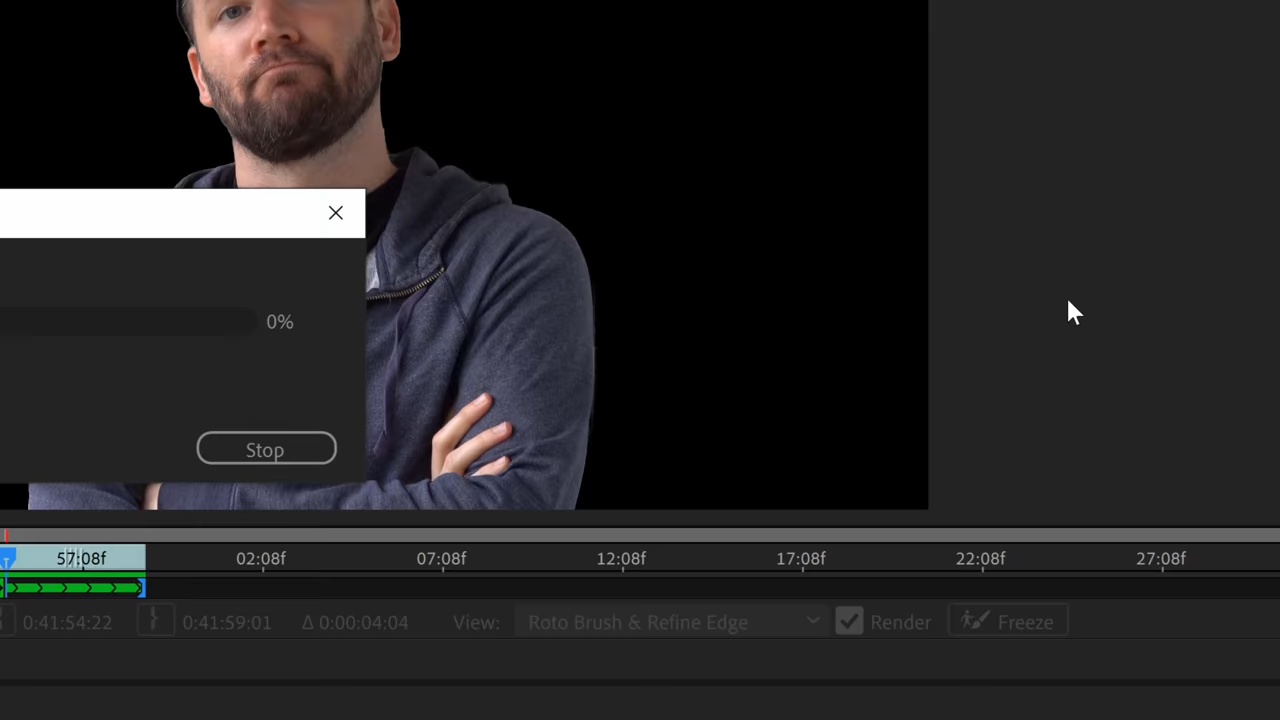 0%
Stop
57:08f 02:08f 07:08f 12:08f 17:08f 22:08f 27:08f
0:41:54:22 0:41:59:01 Δ 0:00:04:04 View: Roto Brush & Refine Edge Render Freeze